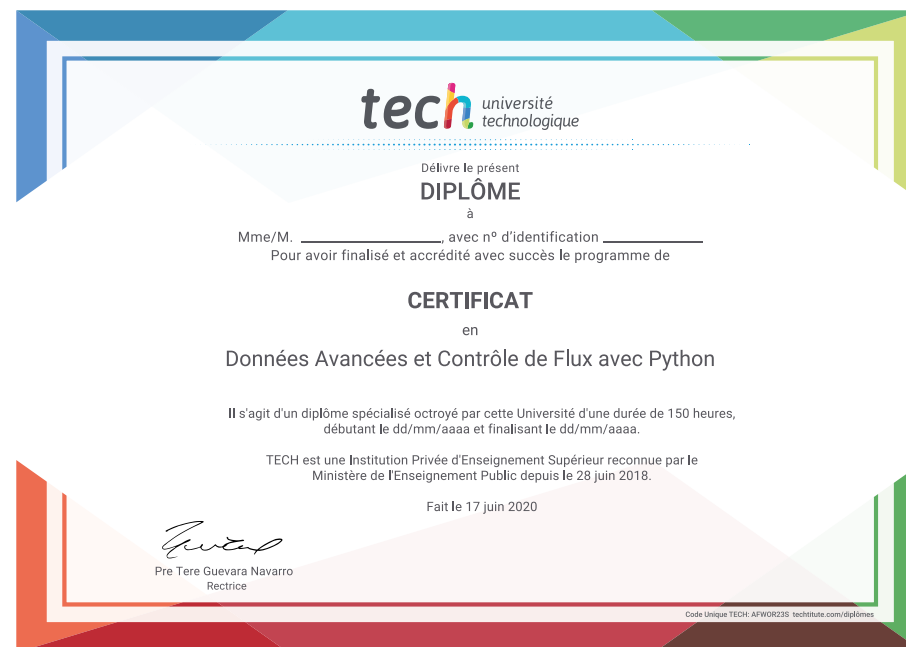 tech université
technologique
Délivre le présent
DIPLÔME
à
Mme/M. ____________________, avec nº d'identification ______________
Pour avoir finalisé et accrédité avec succès le programme de
CERTIFICAT
en
Données Avancées et Contrôle de Flux avec Python
Il s'agit d'un diplôme spécialisé octroyé par cette Université d'une durée de 150 heures,
débutant le dd/mm/aaaa et finalisant le dd/mm/aaaa.
TECH est une Institution Privée d'Enseignement Supérieur reconnue par le
Ministère de l'Enseignement Public depuis le 28 juin 2018.
Fait le 17 juin 2020
Pre Tere Guevara Navarro
Rectrice
Code Unique TECH: AFWOR23S techtitute.com/diplômes